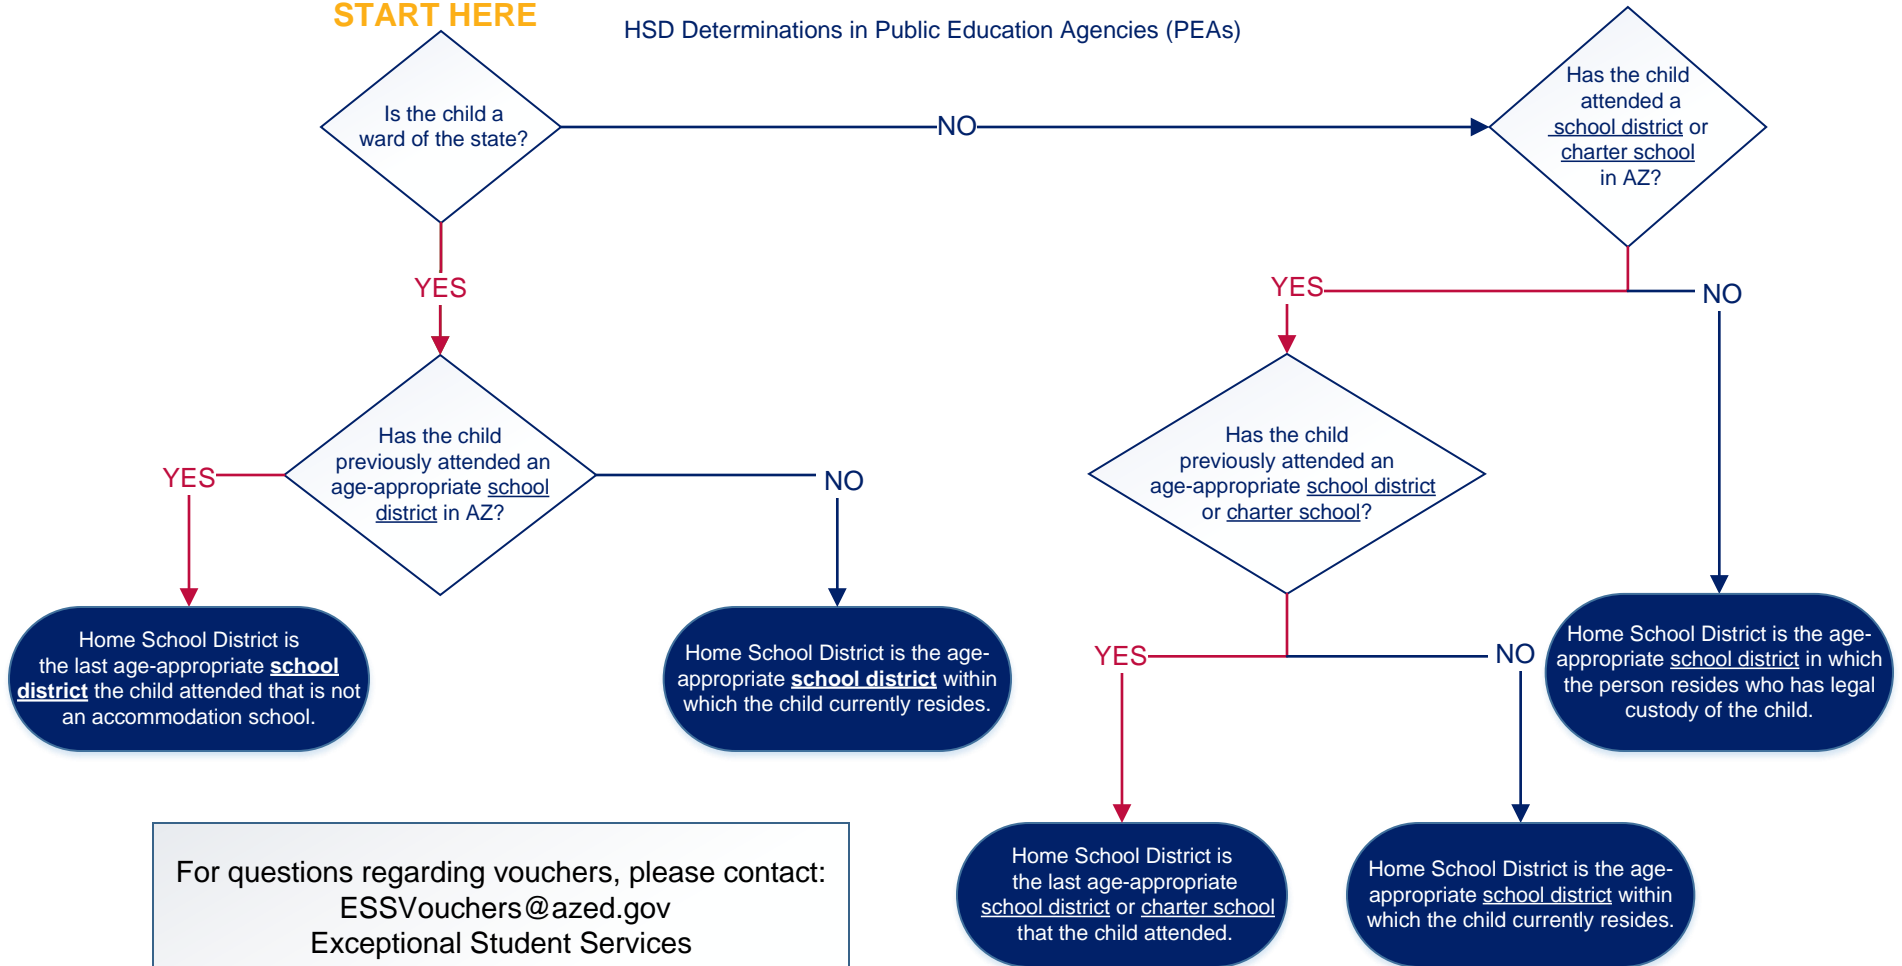 START HERE
HSD Determinations in Public Education Agencies (PEAs)
Is the child a
ward of the state?
NO
Has the child
attended a
school district or
charter school
in AZ?
YES
YES
NO
Has the child
previously attended an
age-appropriate school
district in AZ?
YES
NO
Has the child
previously attended an
age-appropriate school district
or charter school?
Home School District is
the last age-appropriate school
district the child attended that is not
an accommodation school.
Home School District is the age-
appropriate school district within
which the child currently resides.
YES
NO
Home School District is the age-
appropriate school district in which
the person resides who has legal
custody of the child.
Home School District is
the last age-appropriate
school district or charter school
that the child attended.
Home School District is the age-
appropriate school district within
which the child currently resides.
For questions regarding vouchers, please contact:
ESSVouchers@azed.gov
Exceptional Student Services